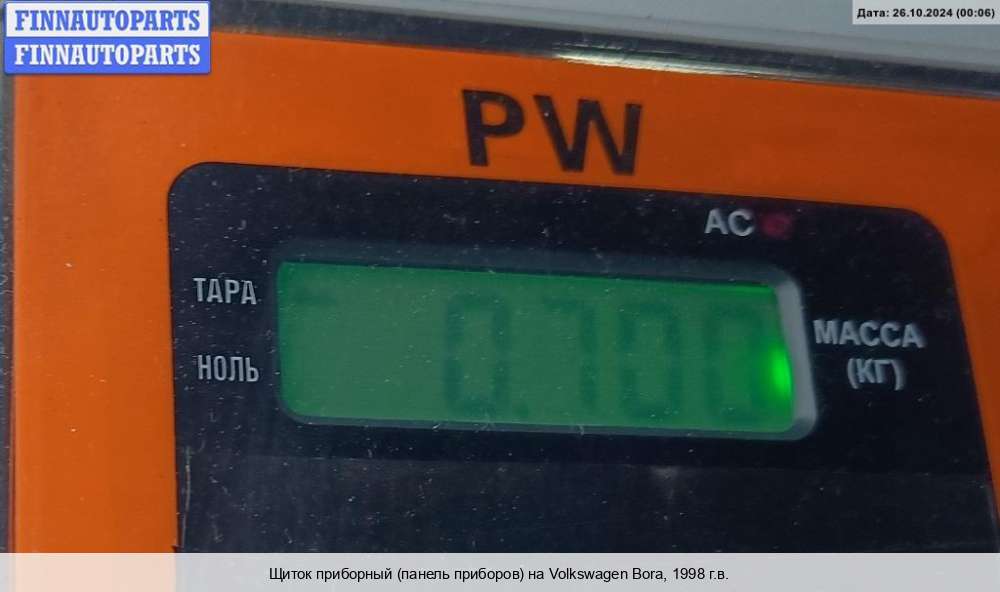 FINNAUTOPARTS
FINNAUTOPARTS
Дата: 26.10.2024 (00:06)
PW
AC
ТАРА
0.700
НОЛЬ
МАССА
(КГ)
Щиток приборный (панель приборов) на Volkswagen Bora, 1998 г.в.